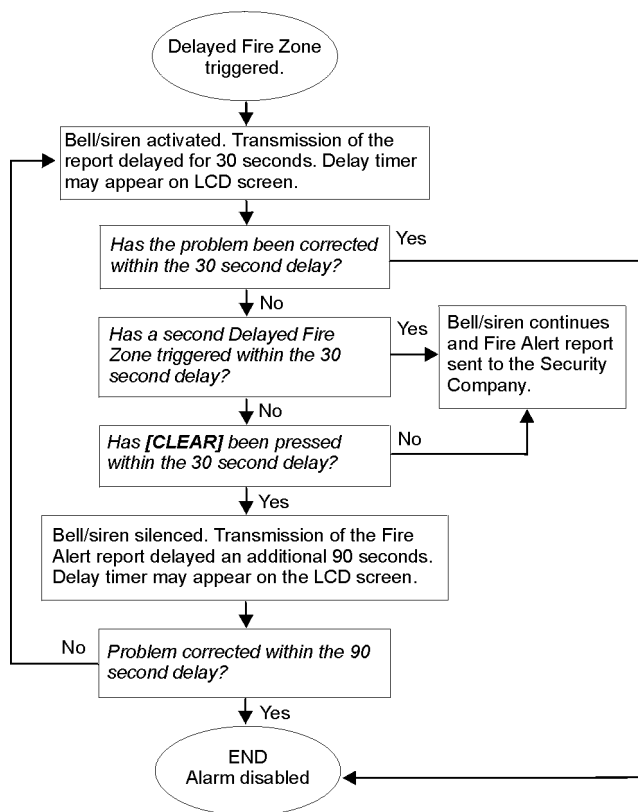 Delayed Fire Zone
triggered.
Bell/siren activated. Transmission of the
report delayed for 30 seconds. Delay timer
may appear on LCD screen.
Has the problem been corrected
within the 30 second delay?
Yes
No
Has a second Delayed Fire
Zone triggered within the 30
second delay?
Yes
Bell/siren continues
and Fire Alert report
sent to the Security
Company.
No
Has [CLEAR] been pressed
within the 30 second delay?
No
Yes
Bell/siren silenced. Transmission of the Fire
Alert report delayed an additional 90 seconds.
Delay timer may appear on the LCD screen.
No
Problem corrected within the 90
second delay?
Yes
END
Alarm disabled